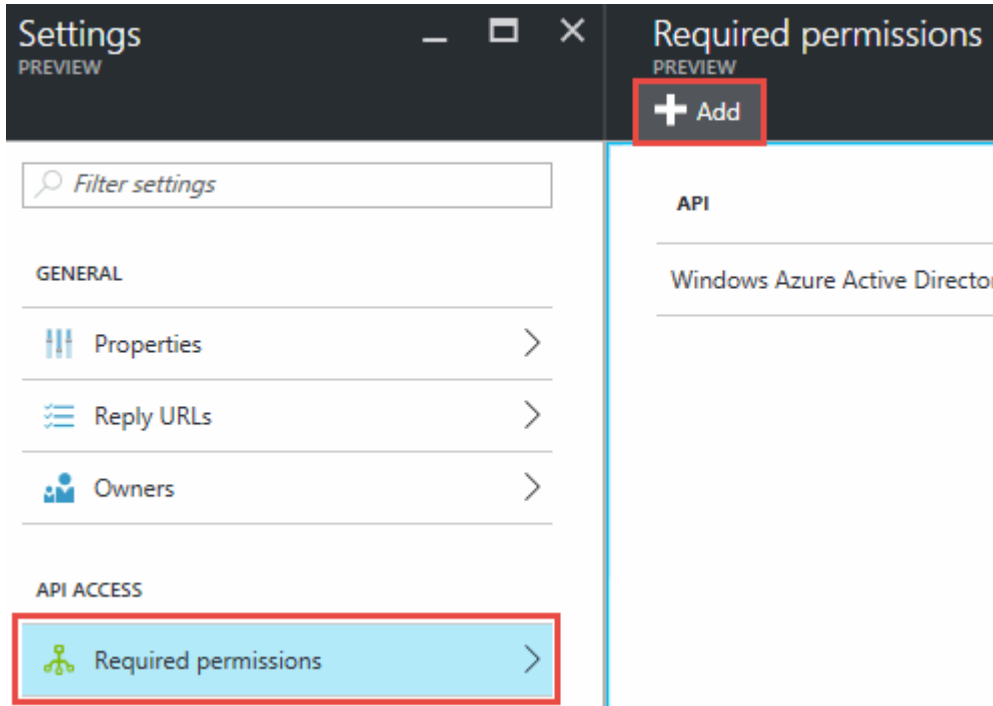 Settings
PREVIEW
Filter settings
GENERAL
Properties
Reply URLs
Owners
API ACCESS
Required permissions
Required permissions
PREVIEW
Add
API
Windows Azure Active Director